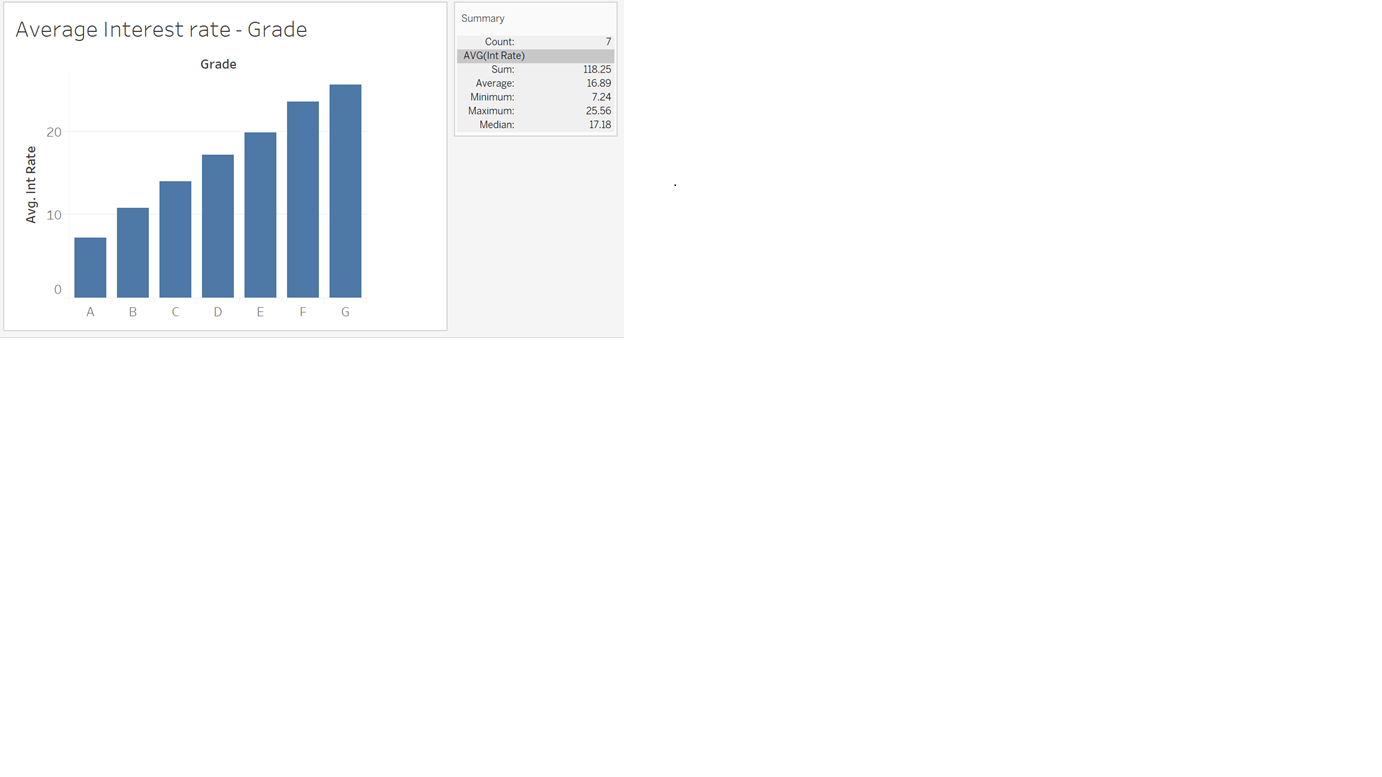 Average Interest rate - Grade
Grade
Avg. Int Rate
20
10
0
A B C D E F G
Summary
Count: 7
AVG(Int Rate)
Sum: 118.25
Average: 16.89
Minimum: 7.24
Maximum: 25.56
Median: 17.18